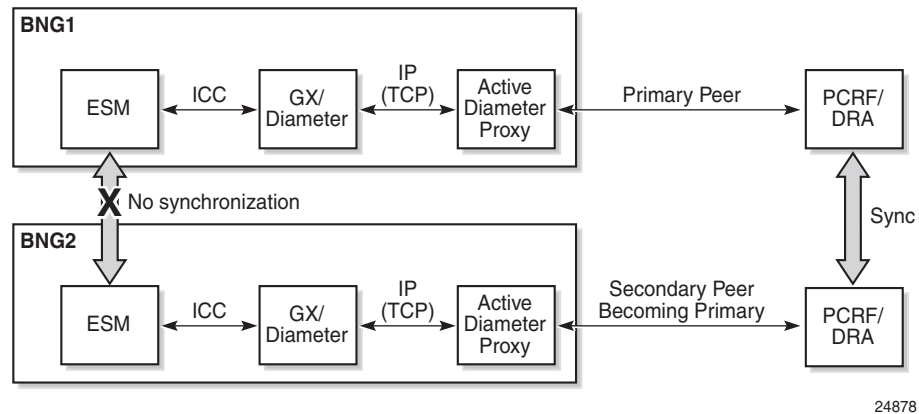 BNG1
ESM
ICC
GX/
Diameter
IP
(TCP)
Active
Diameter
Proxy
Primary Peer
PCRF/
DRA
X No synchronization
Sync
BNG2
ESM
ICC
GX/
Diameter
IP
(TCP)
Active
Diameter
Proxy
Secondary Peer
Becoming Primary
PCRF/
DRA
24878